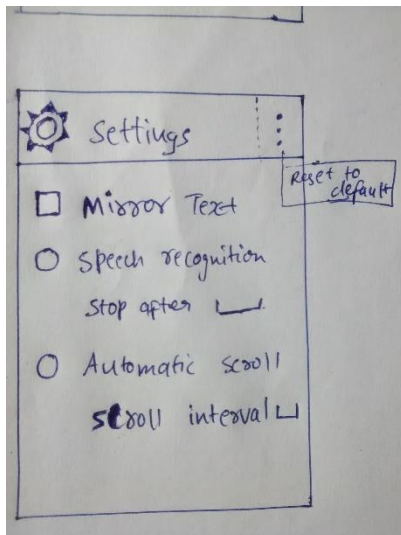 Settings
Reset to
default
Mirror Text
Speech recognition
Stop after
Automatic scroll
scroll interval